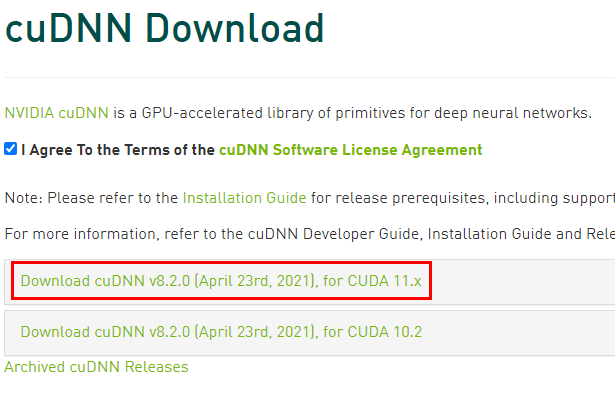 cuDNN Download
NVIDIA cuDNN is a GPU-accelerated library of primitives for deep neural networks.
I Agree To the Terms of the cuDNN Software License Agreement
Note: Please refer to the Installation Guide for release prerequisites, including support
For more information, refer to the cuDNN Developer Guide, Installation Guide and Rele
Download cuDNN v8.2.0 (April 23rd, 2021), for CUDA 11.x
Download cuDNN v8.2.0 (April 23rd, 2021), for CUDA 10.2
Archived cuDNN Releases